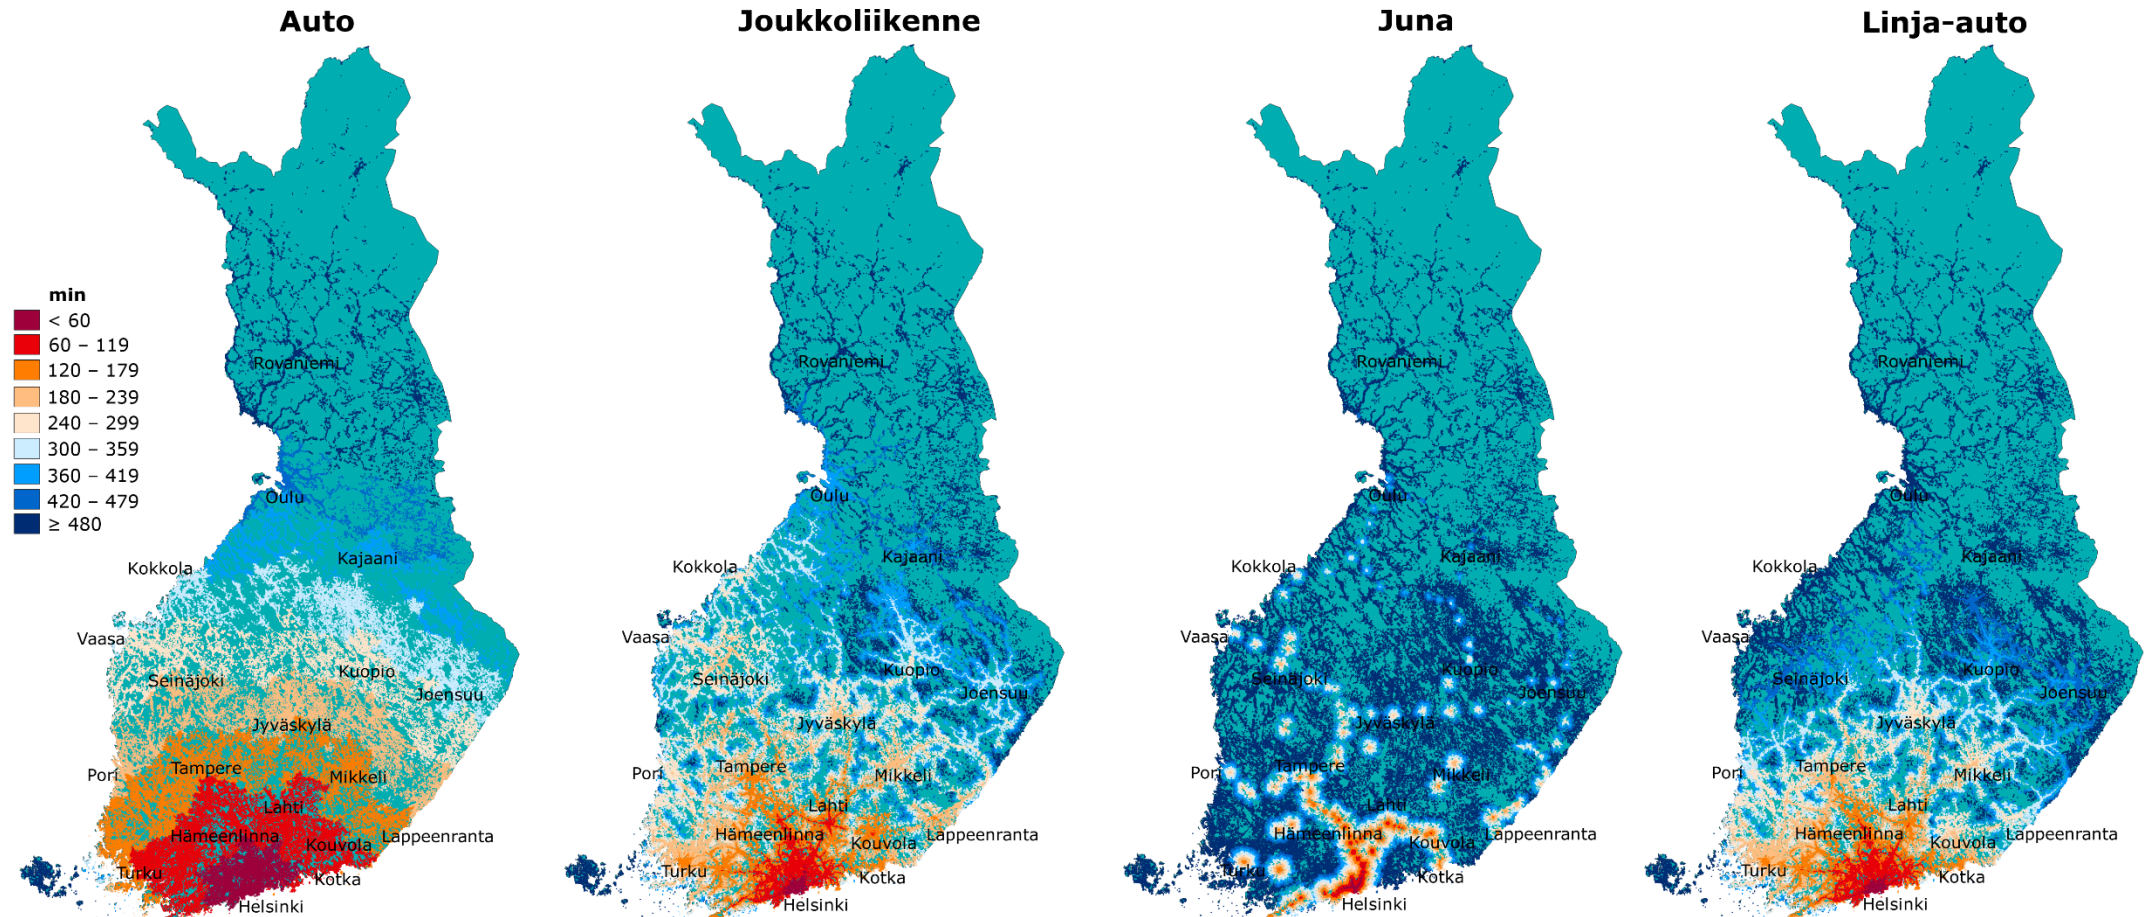 Auto
Joukkoliikenne
Juna
Linja-auto
min
< 60
60 – 119
120 – 179
180 – 239
240 – 299
300 – 359
360 – 419
420 – 479
≥ 480
Rovaniemi
Oulu
Kajaani
Kokkola
Vaasa
Kuopio
Seinäjoki
Joensuu
Jyväskylä
Tampere
Pori
Mikkeli
Lahti
Hämeenlinna
Lappeenranta
Kouvola
Turku
Kotka
Helsinki
Rovaniemi
Oulu
Kajaani
Kokkola
Vaasa
Kuopio
Seinäjoki
Joensuu
Jyväskylä
Tampere
Pori
Mikkeli
Lahti
Hämeenlinna
Lappeenranta
Kouvola
Turku
Kotka
Helsinki
Rovaniemi
Oulu
Kajaani
Kokkola
Vaasa
Kuopio
Seinäjoki
Joensuu
Jyväskylä
Tampere
Pori
Mikkeli
Lahti
Hämeenlinna
Lappeenranta
Kouvola
Turku
Kotka
Helsinki
Rovaniemi
Oulu
Kajaani
Kokkola
Vaasa
Kuopio
Seinäjoki
Joensuu
Jyväskylä
Tampere
Pori
Mikkeli
Lahti
Hämeenlinna
Lappeenranta
Kouvola
Turku
Kotka
Helsinki